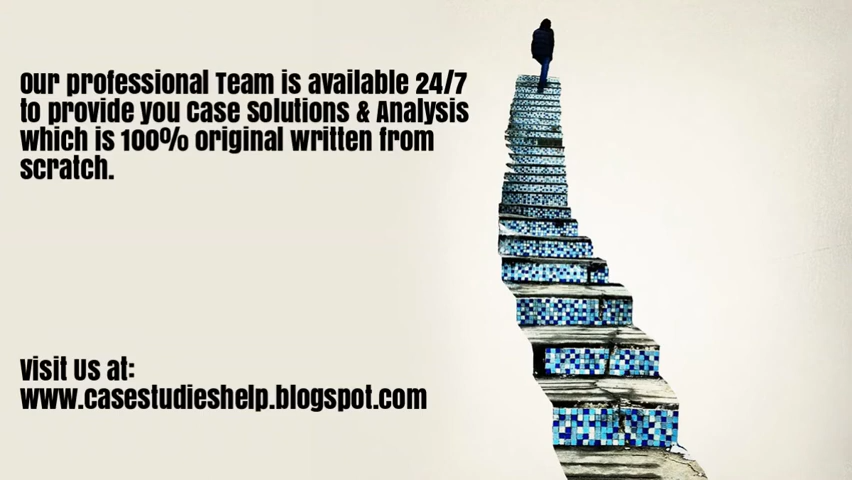 Our professional Team is available 24/7
to provide you Case Solutions & Analysis
which is 100% original written from
scratch.
Visit Us at:
www.casestudieshelp.blogspot.com